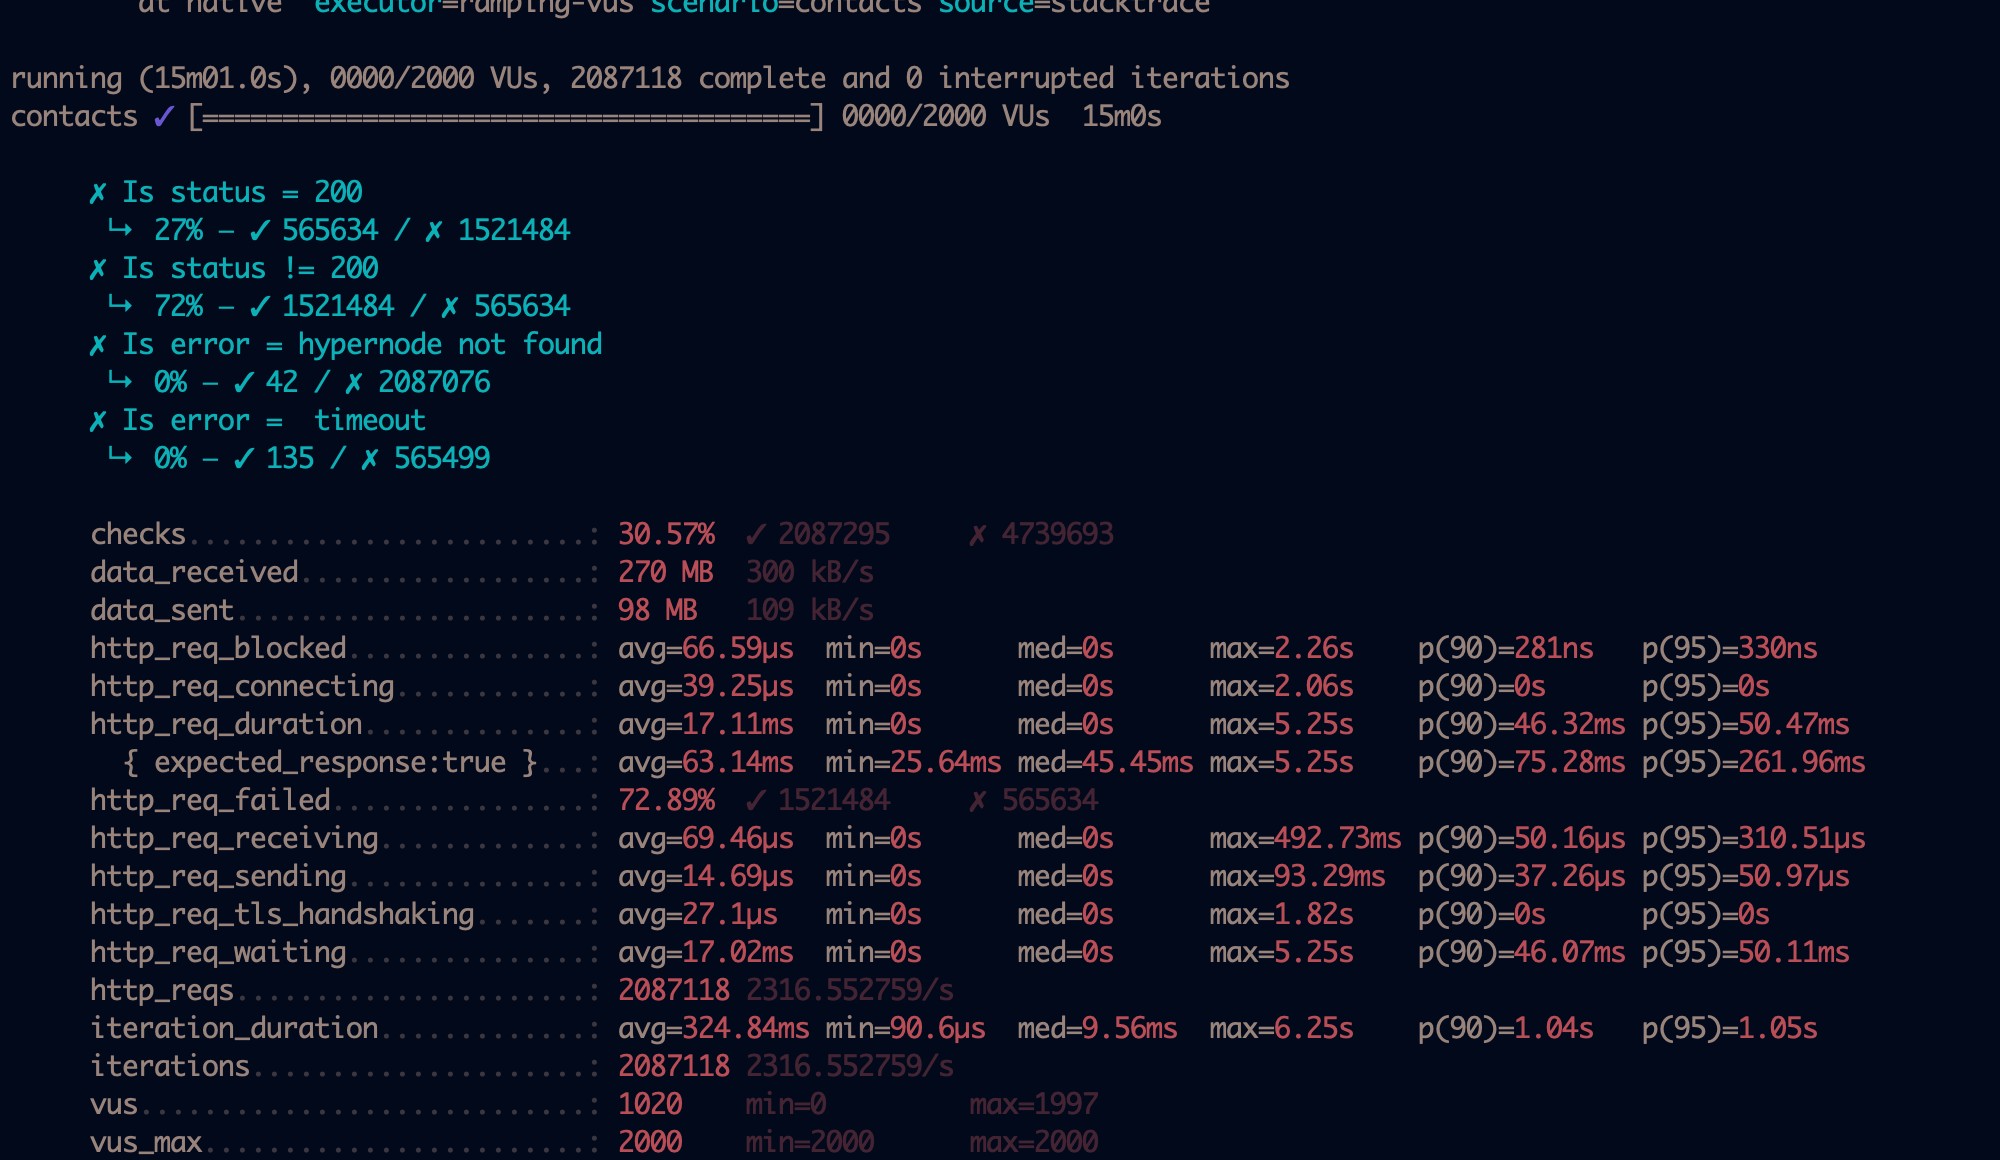 at native  executor=ramping-vus scenario=contacts source=stacktrace
running (15m01.0s), 0000/2000 VUs, 2087118 complete and 0 interrupted iterations
contacts ✓ [======================================] 0000/2000 VUs  15m0s
✗ Is status = 200
↳  27% — ✓ 565634 / ✗ 1521484
✗ Is status != 200
↳  72% — ✓ 1521484 / ✗ 565634
✗ Is error = hypernode not found
↳  0% — ✓ 42 / ✗ 2087076
✗ Is error =  timeout
↳  0% — ✓ 135 / ✗ 565499
checks.........................: 30.57%  ✓ 2087295     ✗ 4739693
data_received..................: 270 MB  300 kB/s
data_sent......................: 98 MB   109 kB/s
http_req_blocked...............: avg=66.59µs  min=0s      med=0s      max=2.26s    p(90)=281ns   p(95)=330ns
http_req_connecting............: avg=39.25µs  min=0s      med=0s      max=2.06s    p(90)=0s      p(95)=0s
http_req_duration..............: avg=17.11ms  min=0s      med=0s      max=5.25s    p(90)=46.32ms p(95)=50.47ms
{ expected_response:true }...: avg=63.14ms  min=25.64ms med=45.45ms max=5.25s    p(90)=75.28ms p(95)=261.96ms
http_req_failed................: 72.89%  ✓ 1521484     ✗ 565634
http_req_receiving.............: avg=69.46µs  min=0s      med=0s      max=492.73ms p(90)=50.16µs p(95)=310.51µs
http_req_sending...............: avg=14.69µs  min=0s      med=0s      max=93.29ms  p(90)=37.26µs p(95)=50.97µs
http_req_tls_handshaking.......: avg=27.1µs   min=0s      med=0s      max=1.82s    p(90)=0s      p(95)=0s
http_req_waiting...............: avg=17.02ms  min=0s      med=0s      max=5.25s    p(90)=46.07ms p(95)=50.11ms
http_reqs......................: 2087118 2316.552759/s
iteration_duration.............: avg=324.84ms min=90.6µs  med=9.56ms  max=6.25s    p(90)=1.04s   p(95)=1.05s
iterations.....................: 2087118 2316.552759/s
vus............................: 1020    min=0         max=1997
vus_max........................: 2000    min=2000      max=2000